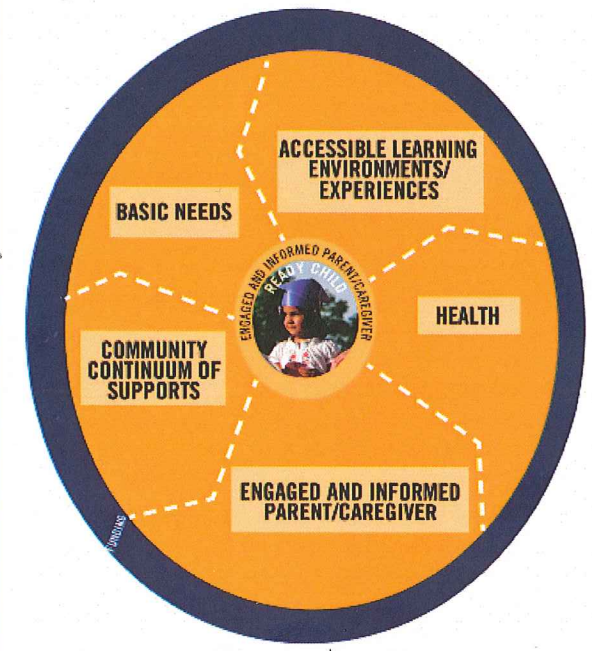 ACCESSIBLE LEARNING
ENVIRONMENTS/
EXPERIENCES
BASIC NEEDS
ENGAGED AND INFORMED PARENT/CAREGIVER
READY CHILD
HEALTH
COMMUNITY
CONTINUUM OF
SUPPORTS
ENGAGED AND INFORMED
PARENT/CAREGIVER
FUNDING